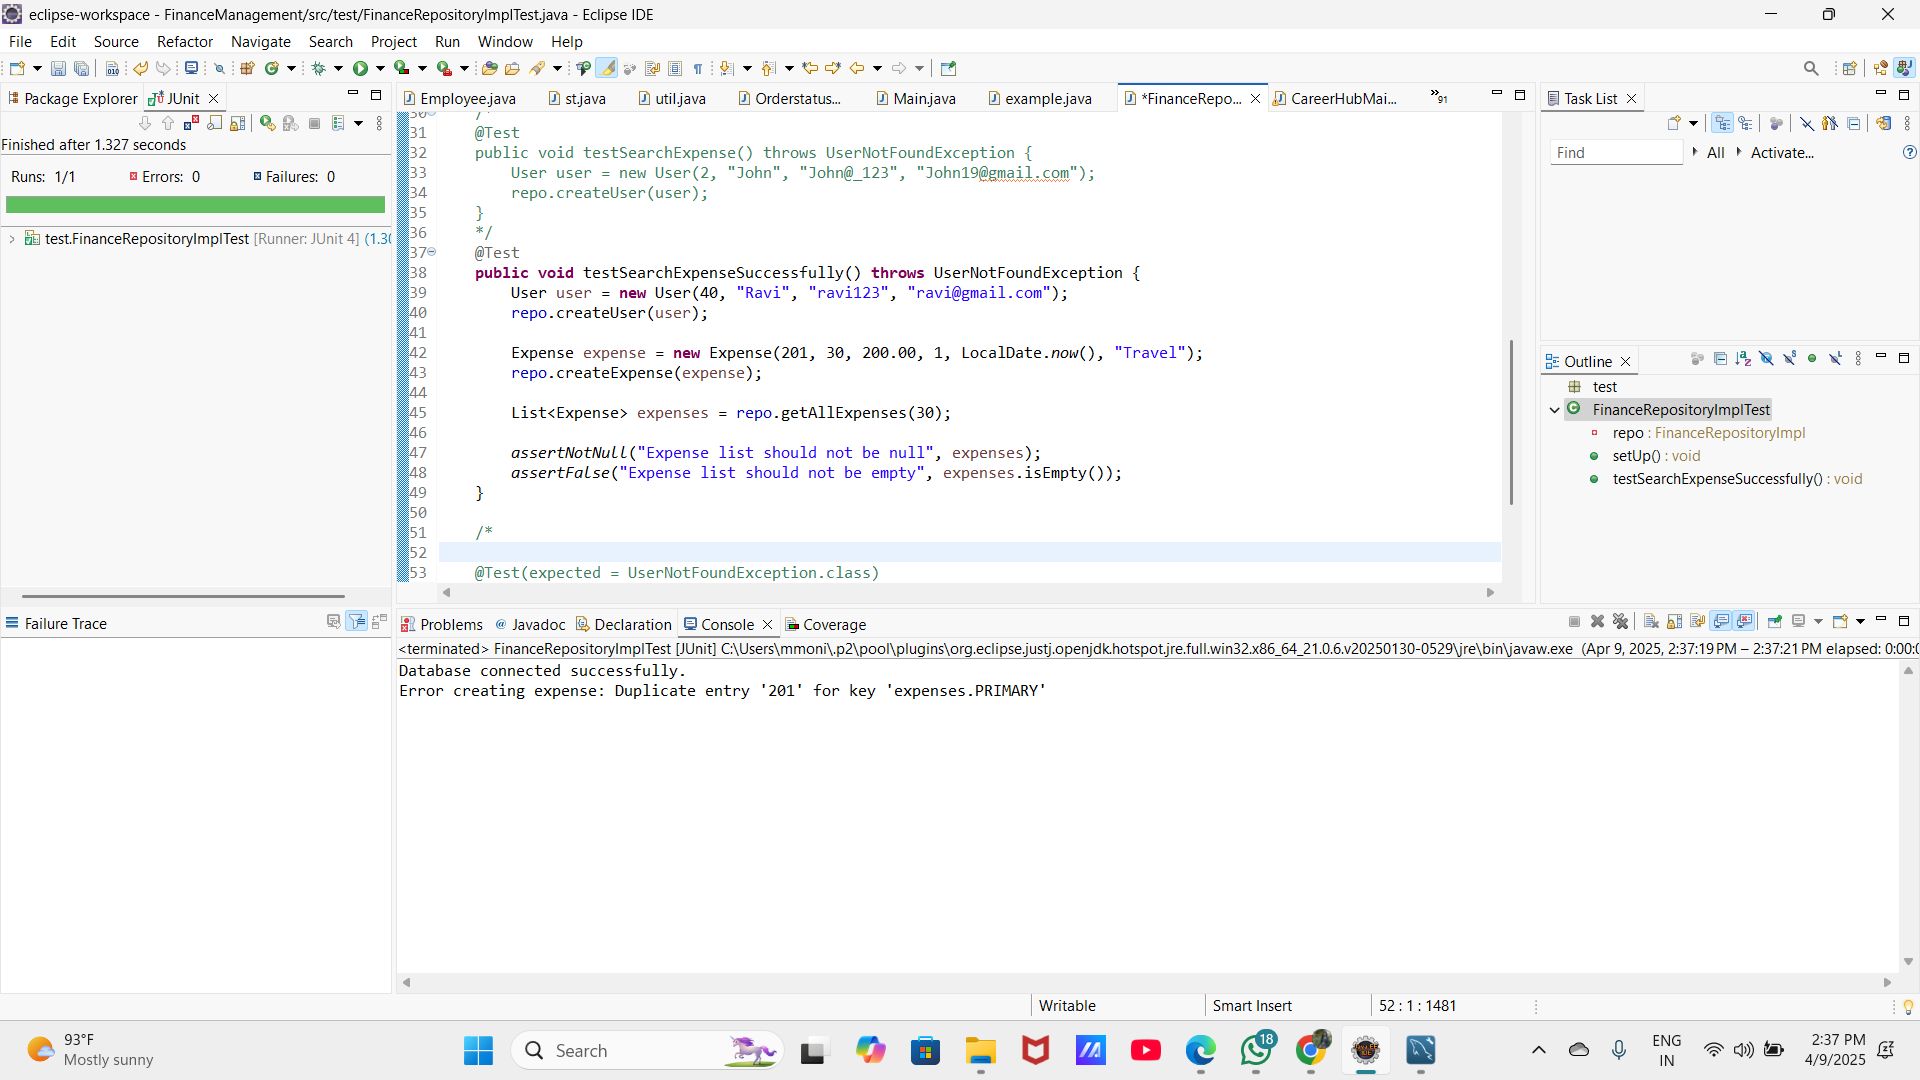 eclipse-workspace - FinanceManagement/src/test/FinanceRepositoryImplTest.java - Eclipse IDE
File Edit Source Refactor Navigate Search Project Run Window Help
Package Explorer JUnit
Finished after 1.327 seconds
Runs: 1/1 Errors: 0 Failures: 0
test.FinanceRepositoryImplTest [Runner: JUnit 4] (1.30
Failure Trace
Employee.java st.java util.java Orderstatus... Main.java example.java *FinanceRepo... CareerHubMai... »91
30 /*
31 @Test
32 public void testSearchExpense() throws UserNotFoundException {
33 User user = new User(2, "John", "John@_123", "John19@gmail.com");
34 repo.createUser(user);
35 }
36 */
37 @Test
38 public void testSearchExpenseSuccessfully() throws UserNotFoundException {
39 User user = new User(40, "Ravi", "ravi123", "ravi@gmail.com");
40 repo.createUser(user);
41
42 Expense expense = new Expense(201, 30, 200.00, 1, LocalDate.now(), "Travel");
43 repo.createExpense(expense);
44
45 List<Expense> expenses = repo.getAllExpenses(30);
46
47 assertNotNull("Expense list should not be null", expenses);
48 assertFalse("Expense list should not be empty", expenses.isEmpty());
49 }
50
51 /*
52
53 @Test(expected = UserNotFoundException.class)
Task List
Find All Activate...
Outline
test
FinanceRepositoryImplTest
repo : FinanceRepositoryImpl
setUp() : void
testSearchExpenseSuccessfully() : void
Problems Javadoc Declaration Console Coverage
<terminated> FinanceRepositoryImplTest [JUnit] C:\Users\mmoni\.p2\pool\plugins\org.eclipse.justj.openjdk.hotspot.jre.full.win32.x86_64_21.0.6.v20250130-0529\jre\bin\javaw.exe (Apr 9, 2025, 2:37:19 PM – 2:37:21 PM elapsed: 0:00:0
Database connected successfully.
Error creating expense: Duplicate entry '201' for key 'expenses.PRIMARY'
Writable Smart Insert 52 : 1 : 1481
93°F
Mostly sunny
Search
18
ENG
IN
2:37 PM
4/9/2025